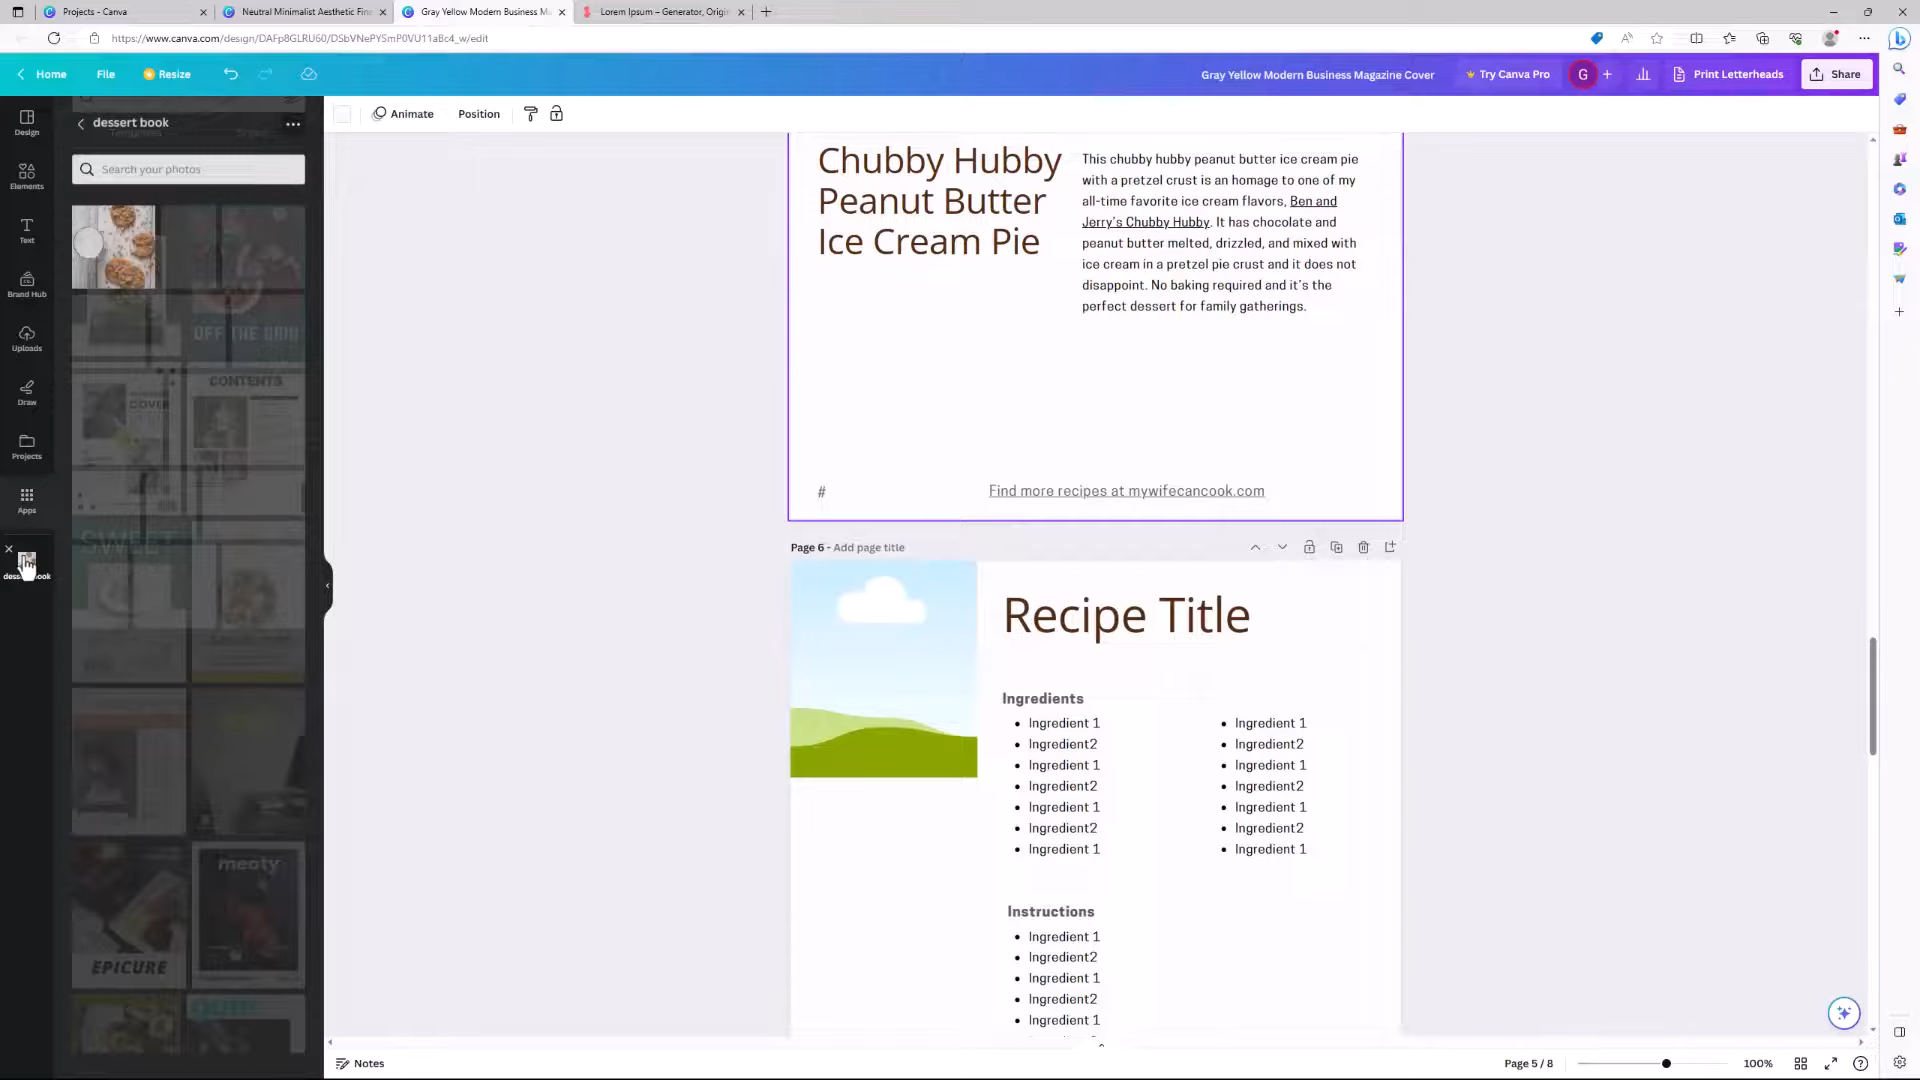 Projects - Canva
Neutral Minimalist Aesthetic Fin
Gray Yellow Modern Business M
Lorem Ipsum – Generator, Origi
https://www.canva.com/design/DAFp8GLRU60/DSbVNePYSmP0VU11aBc4_w/edit
Home
File
Resize
Gray Yellow Modern Business Magazine Cover
Try Canva Pro
G
Print Letterheads
Share
Design
Elements
Text
Brand Hub
Uploads
Draw
Projects
Apps
dessert book
Search your photos
OFF THE GRID
COVER
CONTENTS
SWEET
meaty
EPICURE
Animate
Position
Chubby Hubby
Peanut Butter
Ice Cream Pie
This chubby hubby peanut butter ice cream pie
with a pretzel crust is an homage to one of my
all-time favorite ice cream flavors, Ben and
Jerry's Chubby Hubby. It has chocolate and
peanut butter melted, drizzled, and mixed with
ice cream in a pretzel pie crust and it does not
disappoint. No baking required and it's the
perfect dessert for family gatherings.
#
Find more recipes at mywifecancook.com
Page 6 - Add page title
Recipe Title
Ingredients
Ingredient 1
Ingredient2
Ingredient 1
Ingredient2
Ingredient 1
Ingredient2
Ingredient 1
Ingredient 1
Ingredient2
Ingredient 1
Ingredient2
Ingredient 1
Ingredient2
Ingredient 1
Instructions
Ingredient 1
Ingredient2
Ingredient 1
Ingredient2
Ingredient 1
Notes
Page 5 / 8
100%